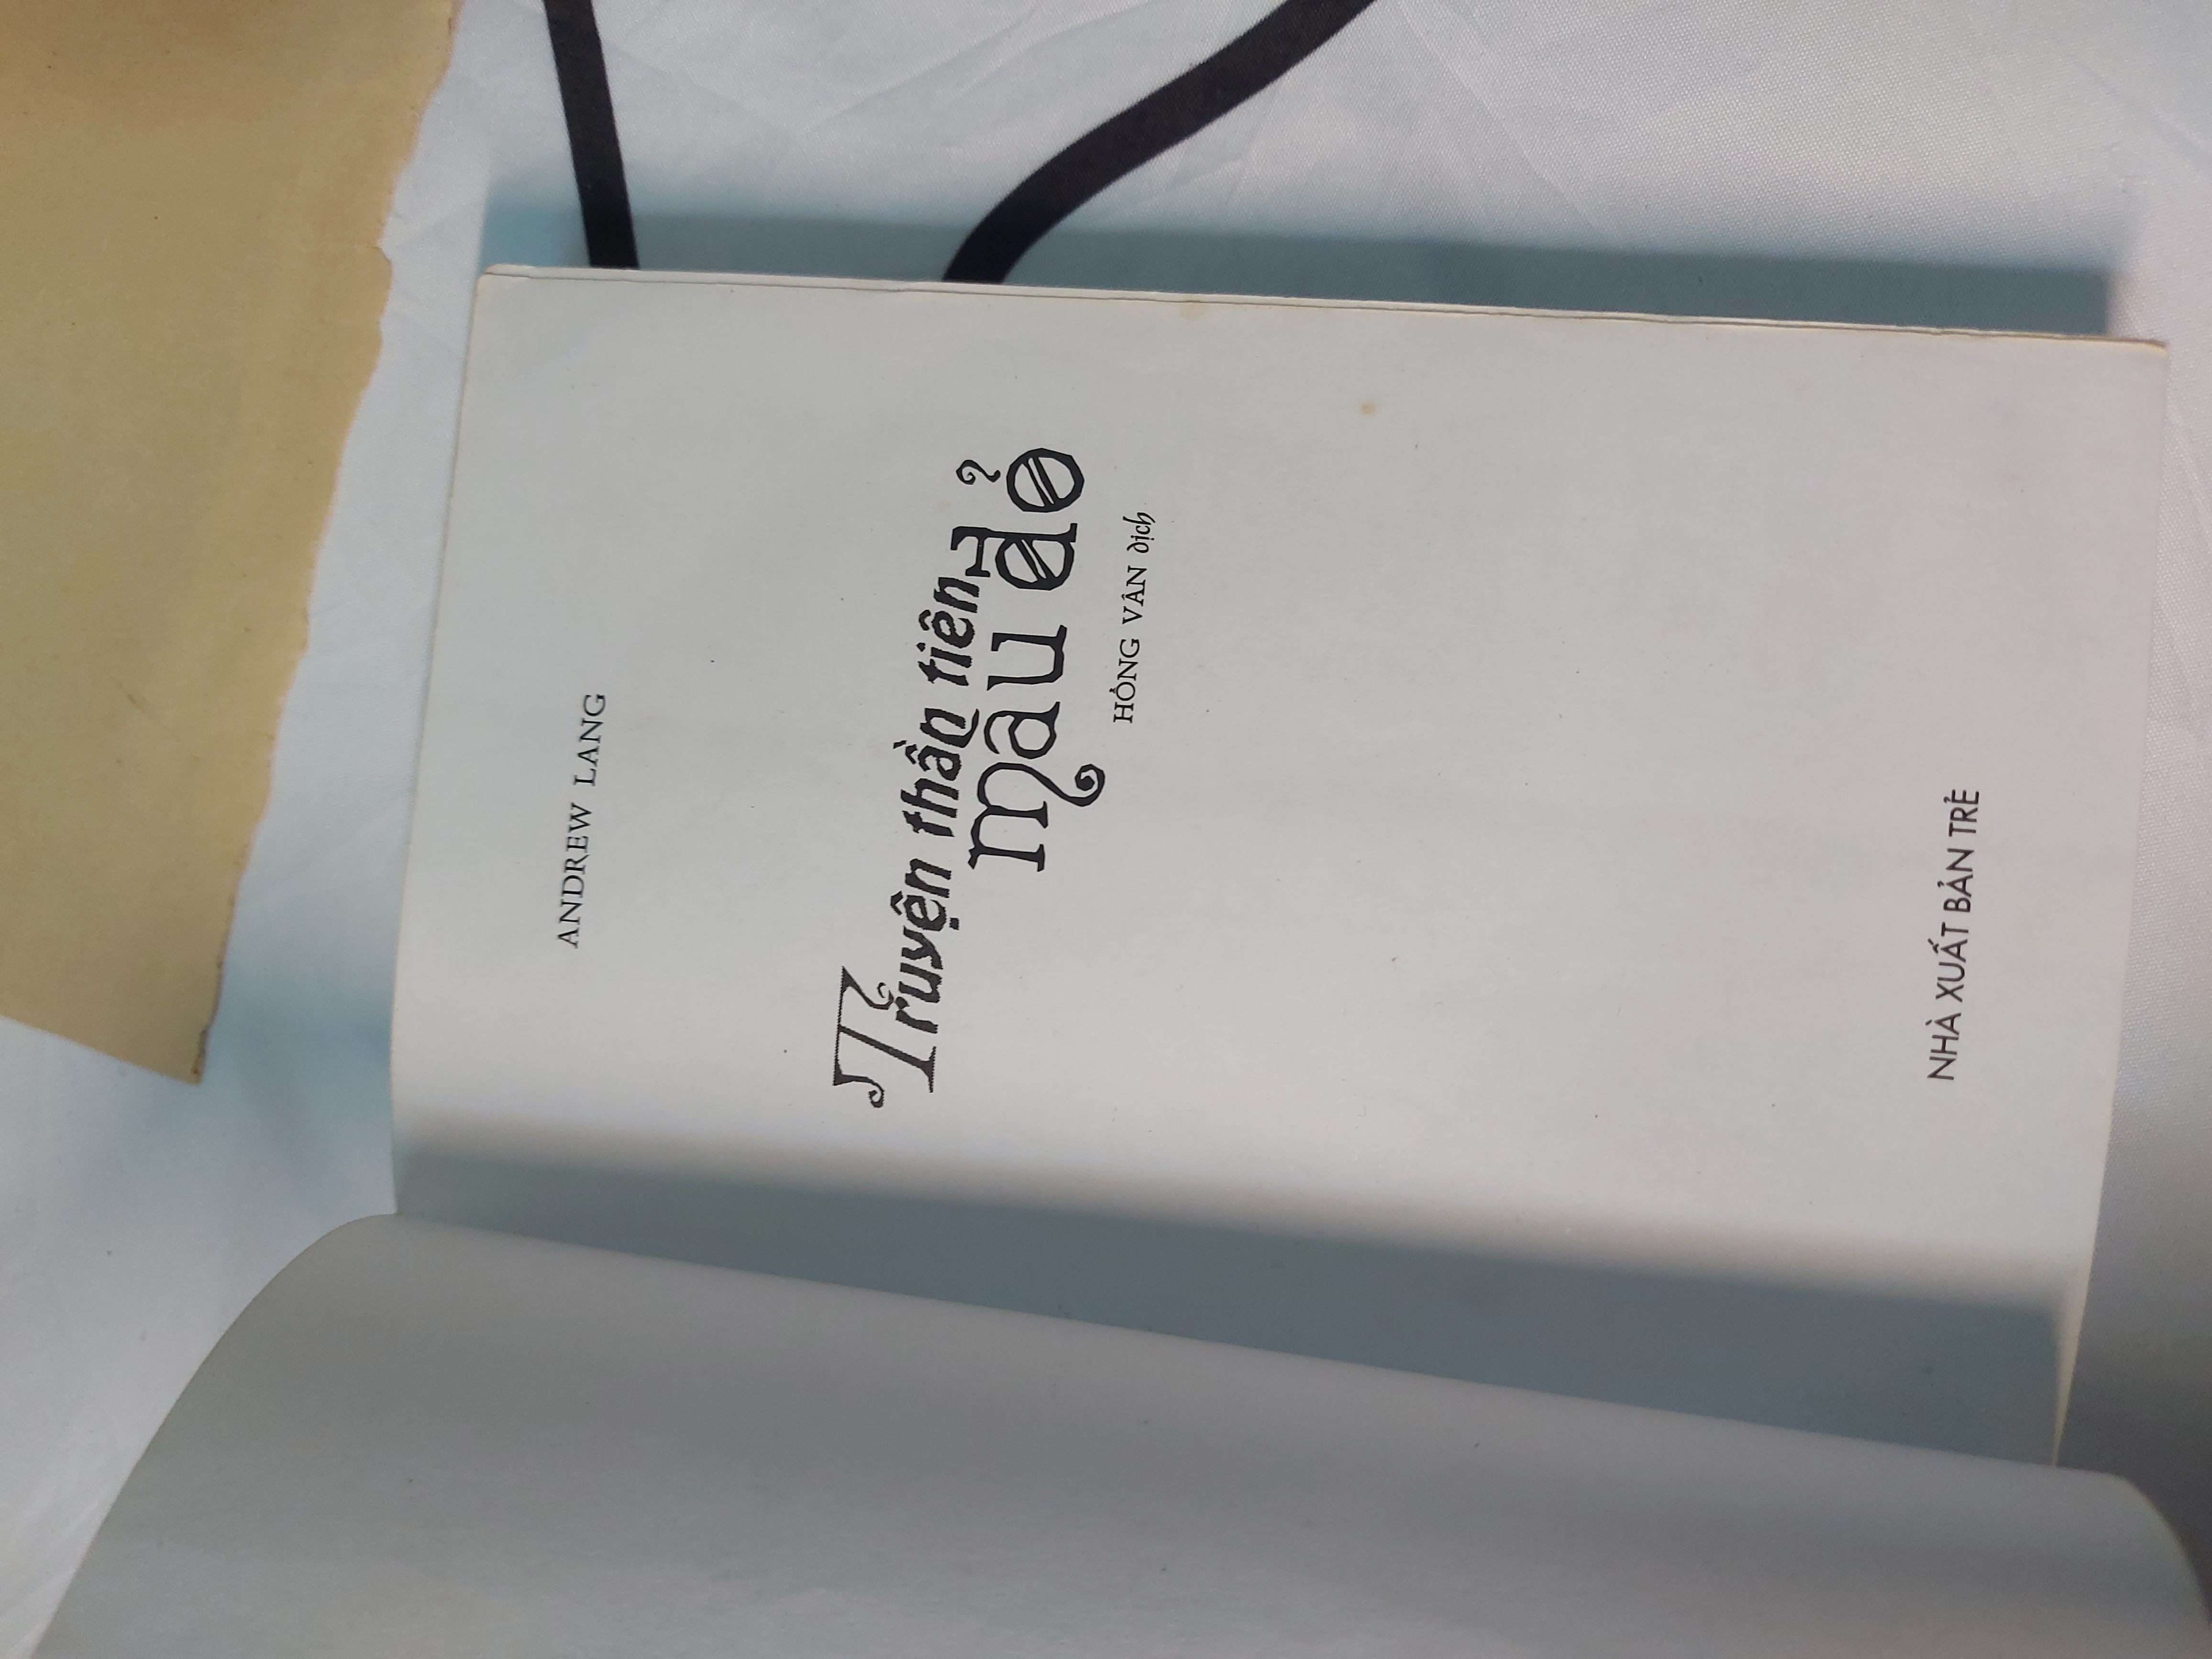 ANDREW LANG
Truyện thần tiên
màu đỏ
HỒNG VÂN dịch
NHÀ XUẤT BẢN TRẺ